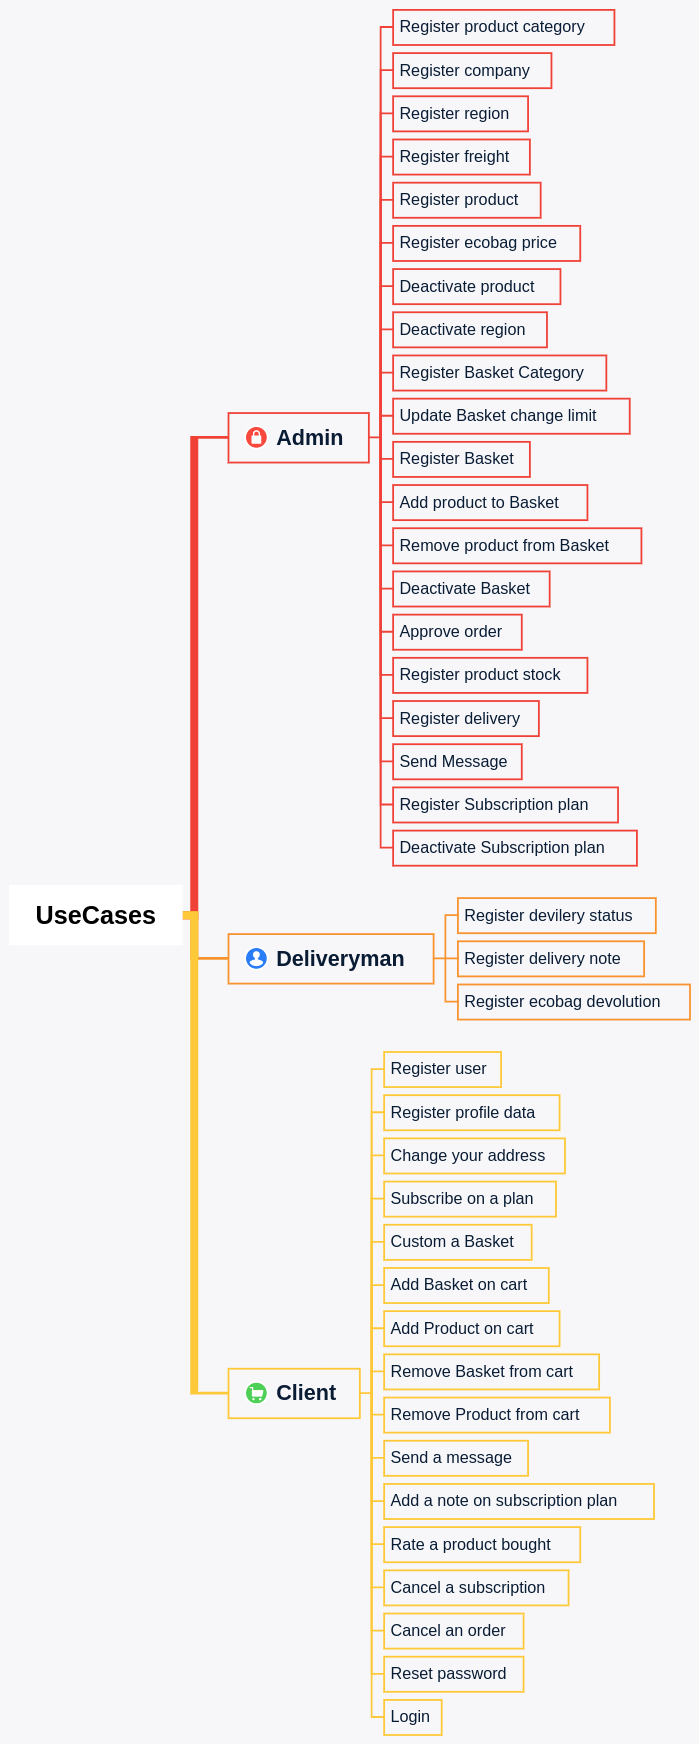 Register product category
Register company
Register region
Register freight
Register product
Register ecobag price
Deactivate product
Deactivate region
Register Basket Category
Update Basket change limit
Admin
Register Basket
Add product to Basket
Remove product from Basket
Deactivate Basket
Approve order
Register product stock
Register delivery
Send Message
Register Subscription plan
Deactivate Subscription plan
UseCases
Register devilery status
Deliveryman
Register delivery note
Register ecobag devolution
Register user
Register profile data
Change your address
Subscribe on a plan
Custom a Basket
Add Basket on cart
Add Product on cart
Remove Basket from cart
Client
Remove Product from cart
Send a message
Add a note on subscription plan
Rate a product bought
Cancel a subscription
Cancel an order
Reset password
Login